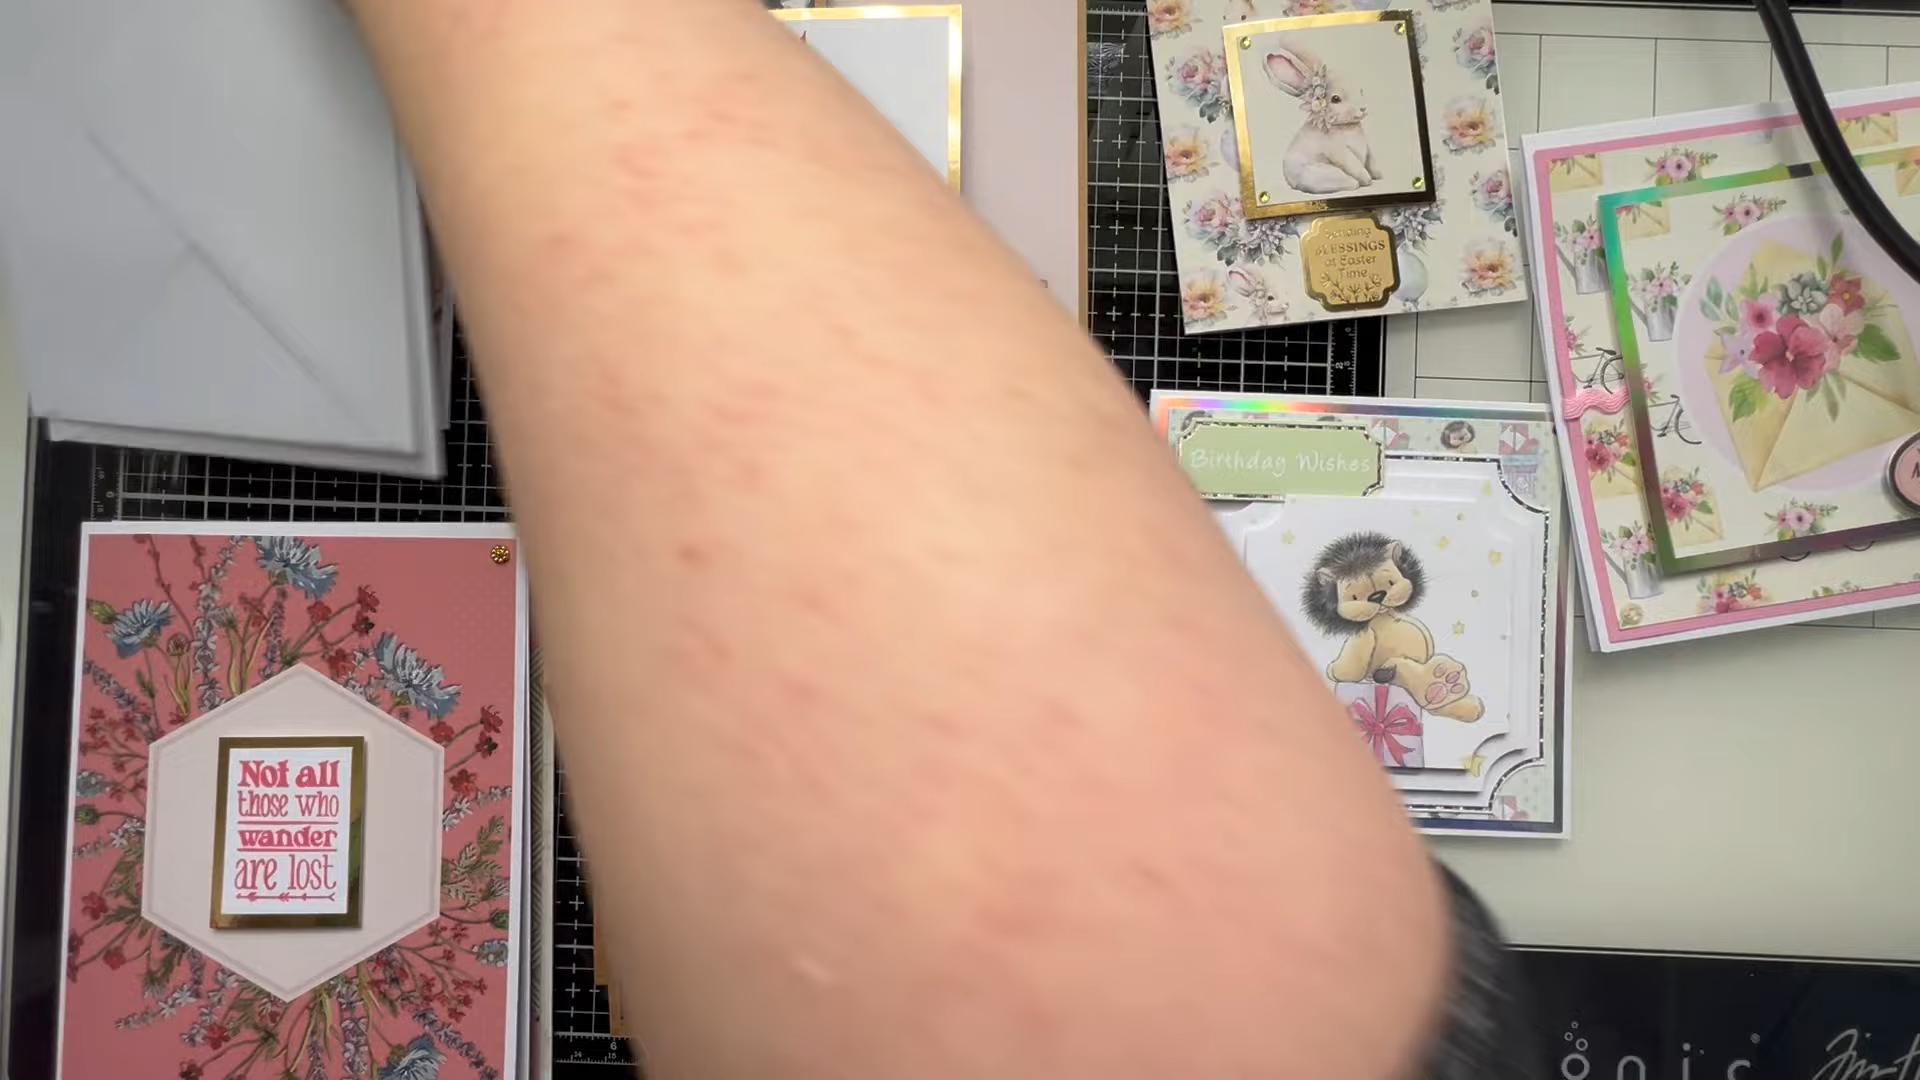 Sending
BLESSINGS
at Easter
Time
Birthday Wishes
Not all
those who
wander
are lost